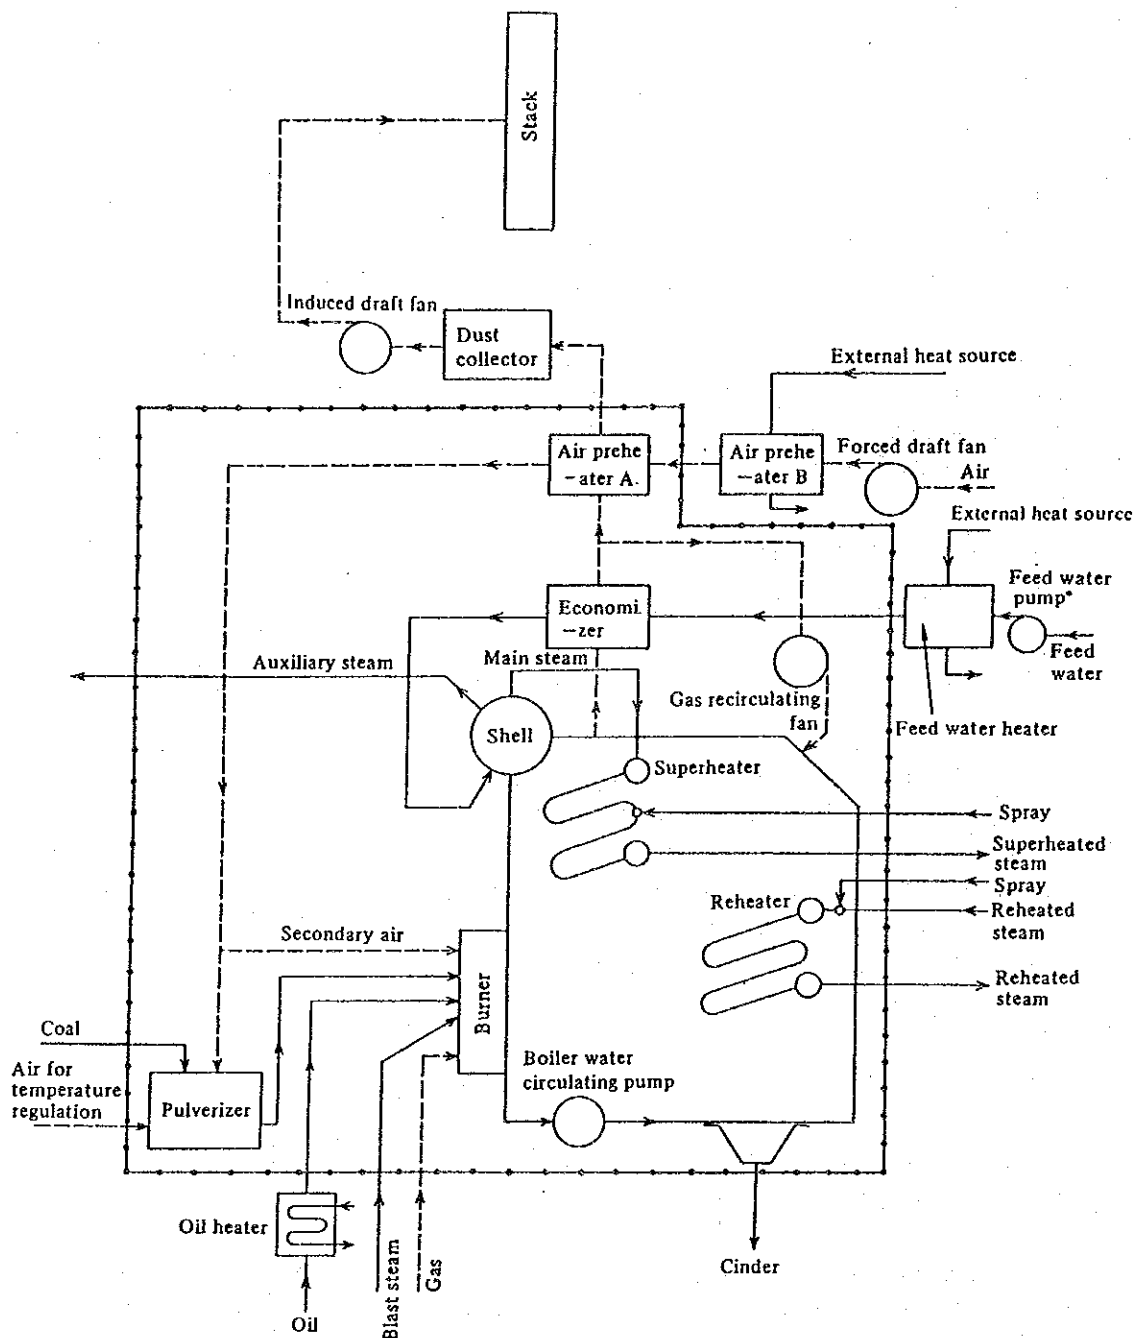 Stack
Induced draft fan
Dust
collector
External heat source
Air prehe
-ater A.
Air prehe
-ater B
Forced draft fan
Air
External heat source
Economi
-zer
Feed water
pump*
Feed
water
Auxiliary steam
Main steam
Gas recirculating
fan
Feed water heater
Shell
Superheater
Spray
Superheated
steam
Spray
Reheater
Reheated
steam
Secondary air
Reheated
steam
Burner
Coal
Air for
temperature
regulation
Pulverizer
Boiler water
circulating pump
Oil heater
Oil
Blast steam
Gas
Cinder